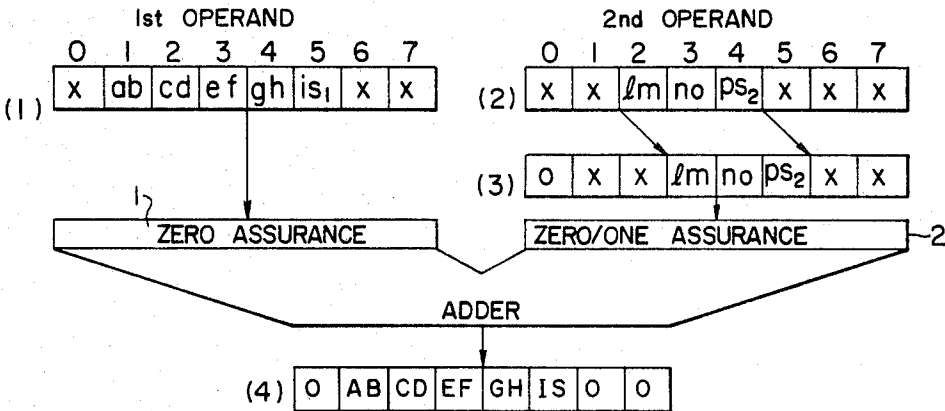 1st OPERAND 2nd OPERAND
0 1 2 3 4 5 6 7 0 1 2 3 4 5 6 7
(1) x ab cd ef gh is₁ x x (2) x x ℓm no ps₂ x x x
(3) 0 x x ℓm no ps₂ x x
1 ZERO ASSURANCE ZERO/ONE ASSURANCE 2
ADDER
(4) 0 AB CD EF GH IS 0 0